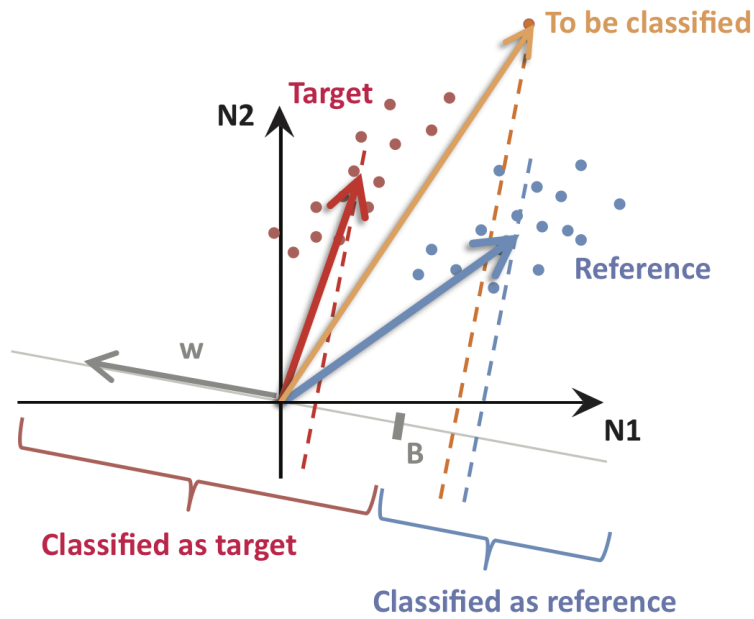 To be classified
Target
N2
Reference
w
N1
B
Classified as target
Classified as reference